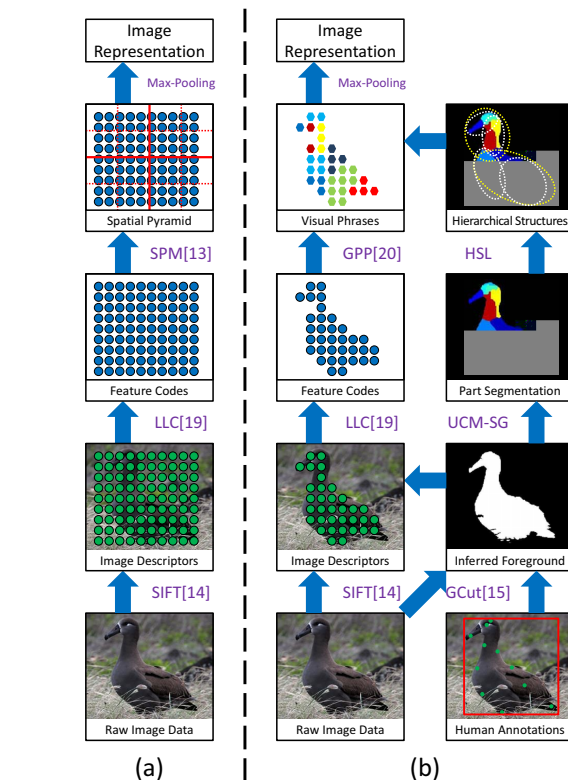 Image
Representation
Max-Pooling
Spatial Pyramid
SPM[13]
Feature Codes
LLC[19]
Image Descriptors
SIFT[14]
Raw Image Data
(a)
Image
Representation
Max-Pooling
Visual Phrases
Hierarchical Structures
GPP[20]
HSL
Feature Codes
Part Segmentation
LLC[19]
UCM-SG
Image Descriptors
Inferred Foreground
SIFT[14]
GCut[15]
Raw Image Data
Human Annotations
(b)